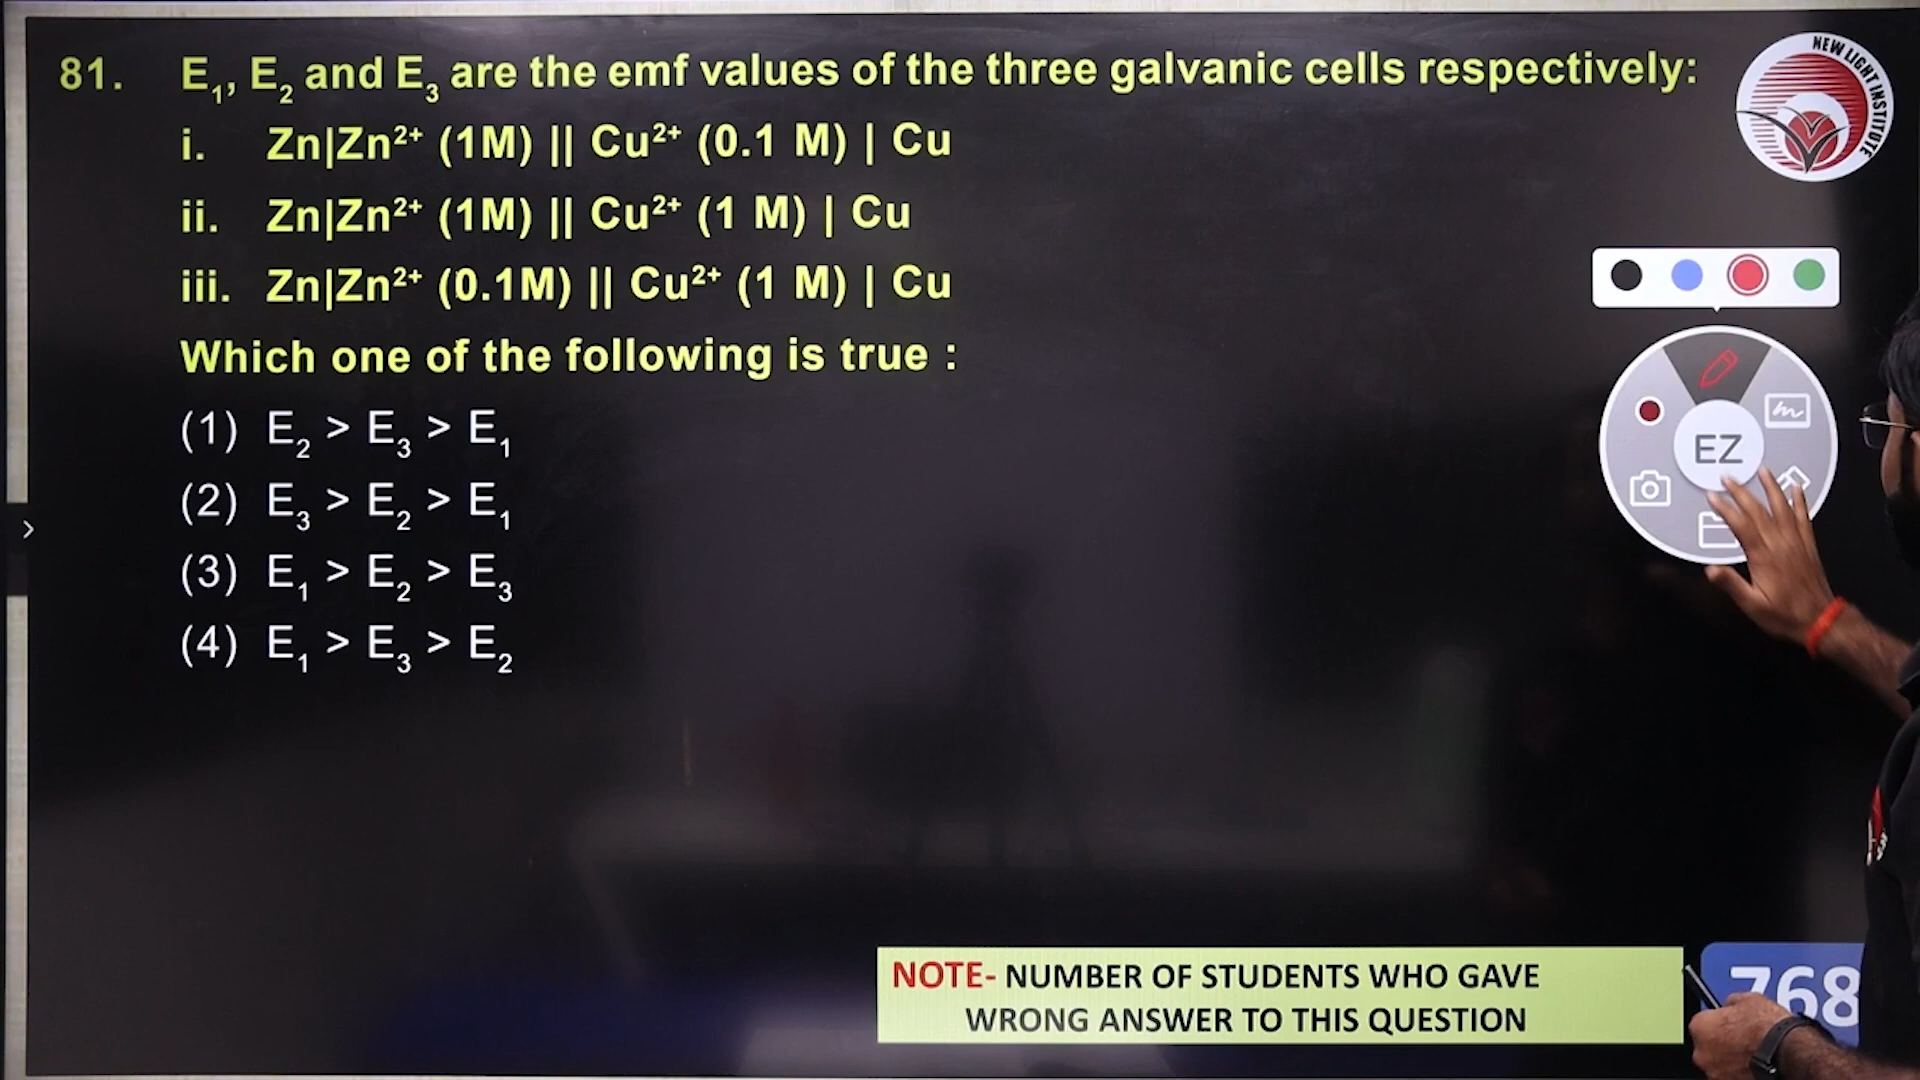 NEW LIGHT INSTITUTE
81. E₁, E₂ and E₃ are the emf values of the three galvanic cells respectively:
i. Zn|Zn²⁺ (1M) || Cu²⁺ (0.1 M) | Cu
ii. Zn|Zn²⁺ (1M) || Cu²⁺ (1 M) | Cu
iii. Zn|Zn²⁺ (0.1M) || Cu²⁺ (1 M) | Cu
Which one of the following is true :
(1) E₂ > E₃ > E₁
(2) E₃ > E₂ > E₁
(3) E₁ > E₂ > E₃
(4) E₁ > E₃ > E₂
EZ
NOTE- NUMBER OF STUDENTS WHO GAVE
WRONG ANSWER TO THIS QUESTION
768